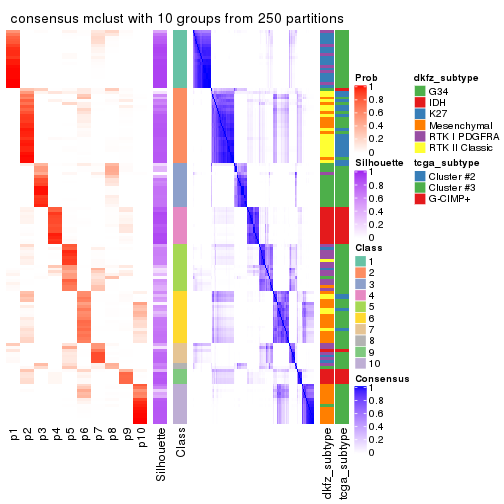 consensus mclust with 10 groups from 250 partitions
Prob
1
0.8
0.6
0.4
0.2
0
Silhouette
1
0.8
0.6
0.4
0.2
0
Class
1
2
3
4
5
6
7
8
9
10
Consensus
1
0.8
0.6
0.4
0.2
0
dkfz_subtype
G34
IDH
K27
Mesenchymal
RTK I PDGFRA
RTK II Classic
tcga_subtype
Cluster #2
Cluster #3
G-CIMP+
p1
p2
p3
p4
p5
p6
p7
p8
p9
p10
Silhouette
Class
dkfz_subtype
tcga_subtype